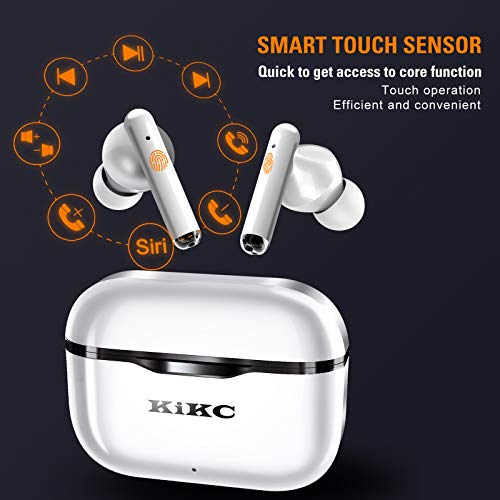 SMART TOUCH SENSOR
Quick to get access to core function
Touch operation
Efficient and convenient
Siri
KiKC